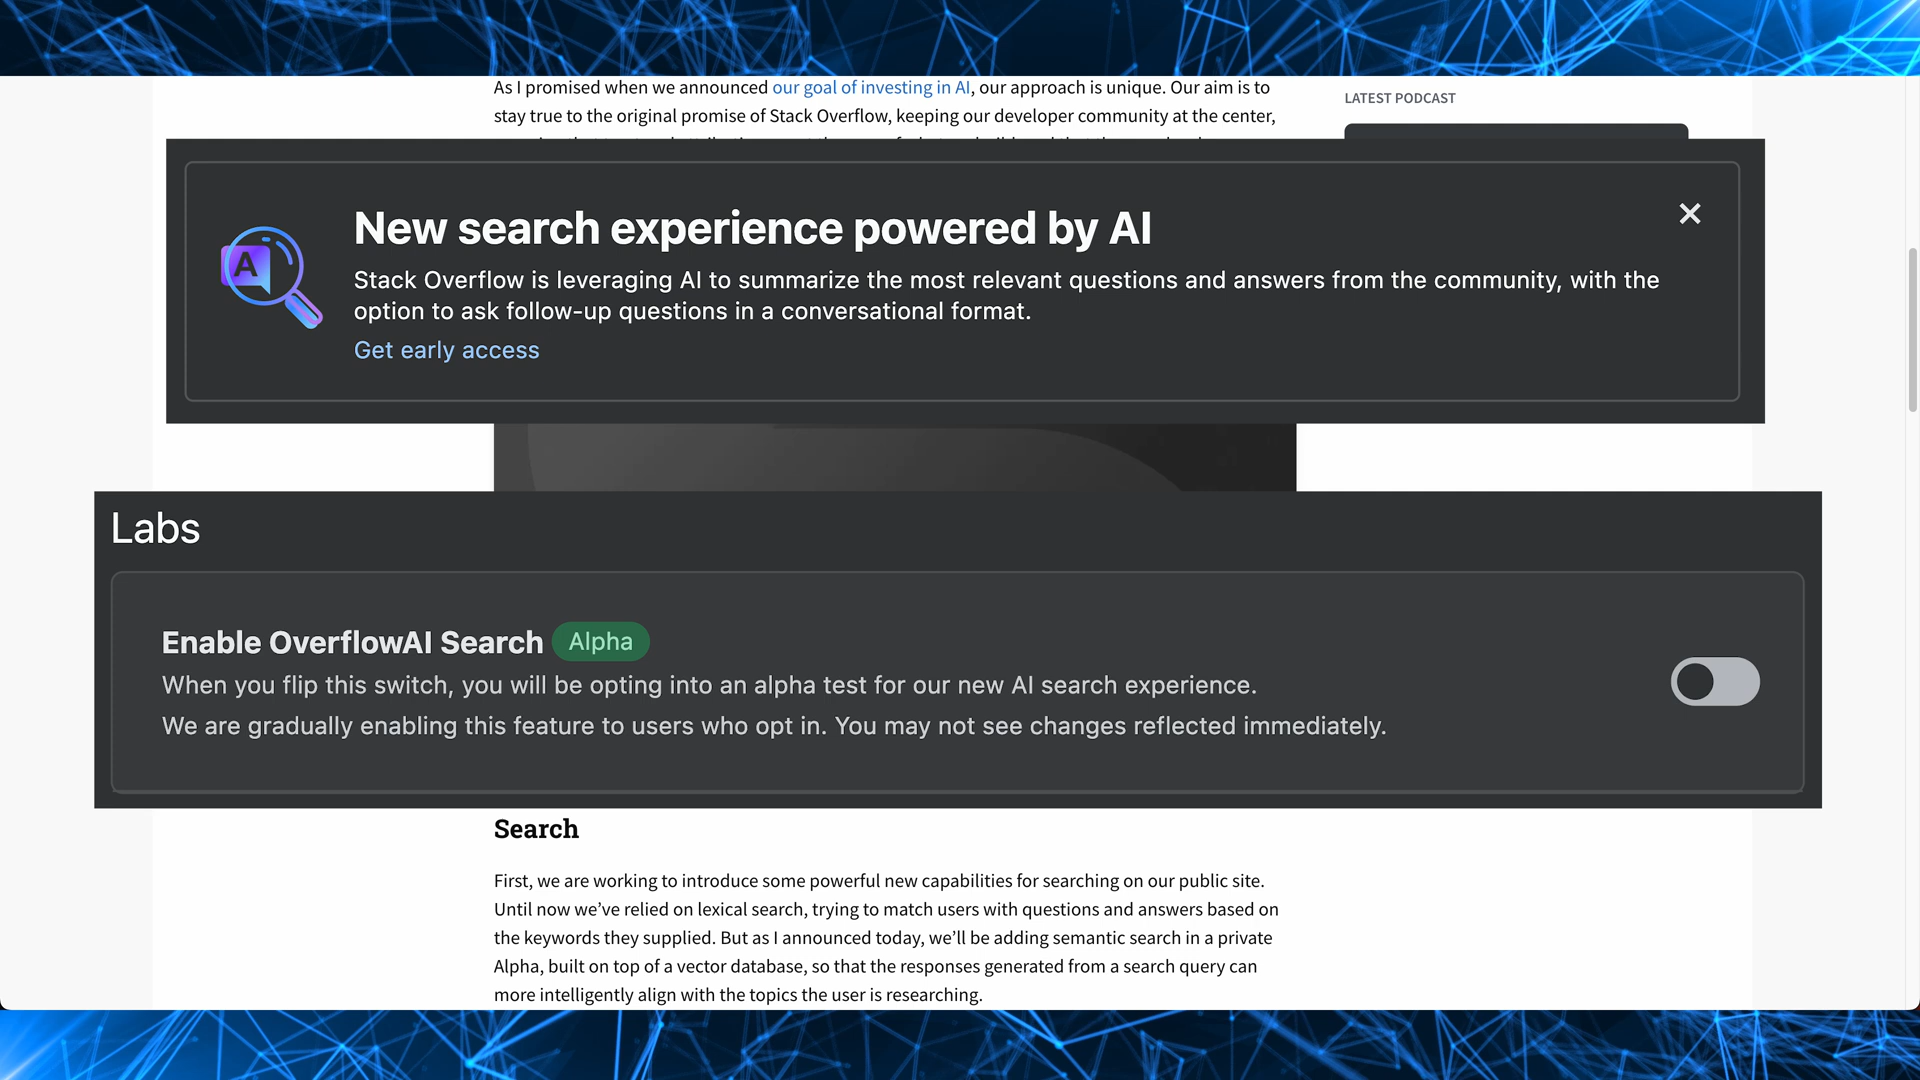 As I promised when we announced our goal of investing in AI, our approach is unique. Our aim is to
stay true to the original promise of Stack Overflow, keeping our developer community at the center,
LATEST PODCAST
A
New search experience powered by AI
Stack Overflow is leveraging AI to summarize the most relevant questions and answers from the community, with the
option to ask follow-up questions in a conversational format.
Get early access
Labs
Enable OverflowAI Search Alpha
When you flip this switch, you will be opting into an alpha test for our new AI search experience.
We are gradually enabling this feature to users who opt in. You may not see changes reflected immediately.
Search
First, we are working to introduce some powerful new capabilities for searching on our public site.
Until now we’ve relied on lexical search, trying to match users with questions and answers based on
the keywords they supplied. But as I announced today, we’ll be adding semantic search in a private
Alpha, built on top of a vector database, so that the responses generated from a search query can
more intelligently align with the topics the user is researching.